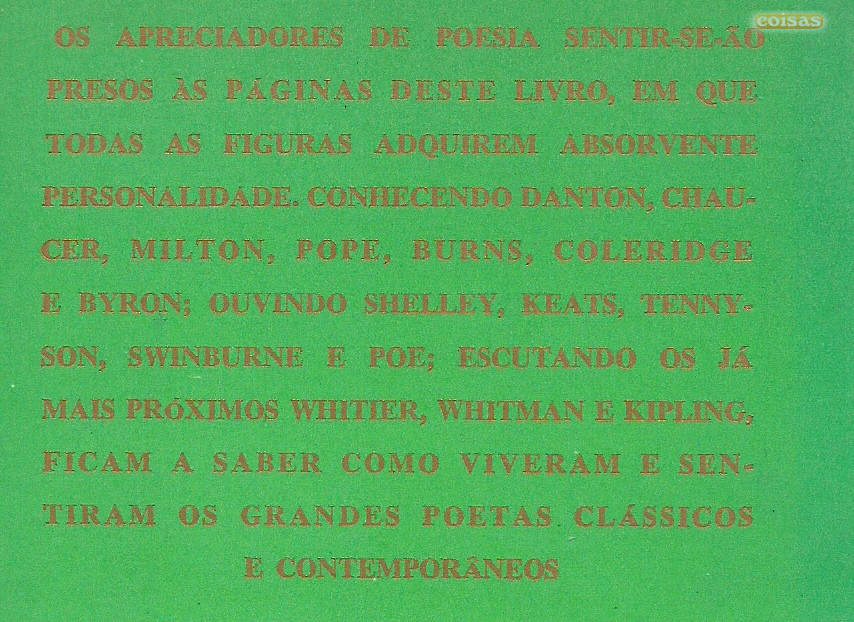 coisas
OS APRECIADORES DE POESIA SENTIR-SE-ÃO
PRESOS ÀS PÁGINAS DESTE LIVRO, EM QUE
TODAS AS FIGURAS ADQUIREM ABSORVENTE
PERSONALIDADE. CONHECENDO DANTON, CHAU-
CER, MILTON, POPE, BURNS, COLERIDGE
E BYRON; OUVINDO SHELLEY, KEATS, TENNY-
SON, SWINBURNE E POE; ESCUTANDO OS JÁ
MAIS PRÓXIMOS WHITIER, WHITMAN E KIPLING,
FICAM A SABER COMO VIVERAM E SEN-
TIRAM OS GRANDES POETAS CLÁSSICOS
E CONTEMPORÂNEOS